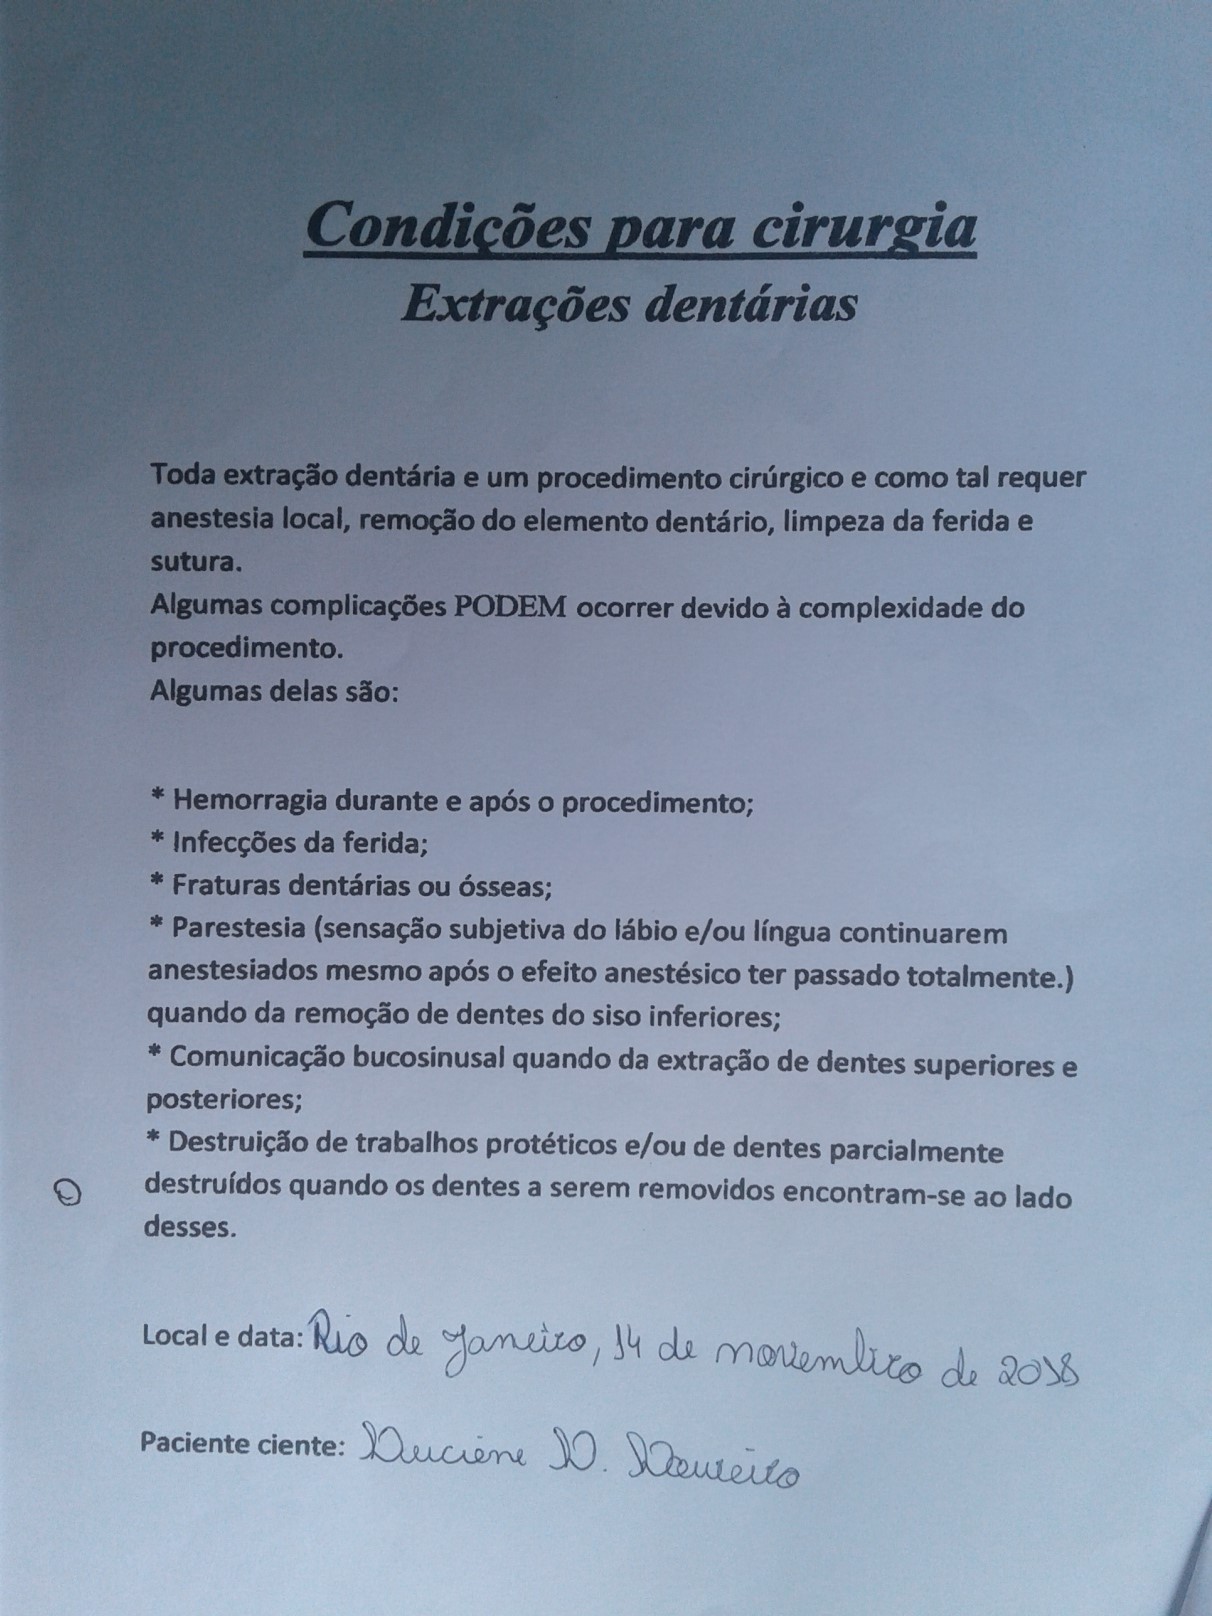 Condições para cirurgia
Extrações dentárias
Toda extração dentária e um procedimento cirúrgico e como tal requer
anestesia local, remoção do elemento dentário, limpeza da ferida e
sutura.
Algumas complicações PODEM ocorrer devido à complexidade do
procedimento.
Algumas delas são:
* Hemorragia durante e após o procedimento;
* Infecções da ferida;
* Fraturas dentárias ou ósseas;
* Parestesia (sensação subjetiva do lábio e/ou língua continuarem
anestesiados mesmo após o efeito anestésico ter passado totalmente.)
quando da remoção de dentes do siso inferiores;
* Comunicação bucosinusal quando da extração de dentes superiores e
posteriores;
* Destruição de trabalhos protéticos e/ou de dentes parcialmente
destruídos quando os dentes a serem removidos encontram-se ao lado
desses.
Local e data: Rio de Janeiro, 14 de novembro de 2018
Paciente ciente: